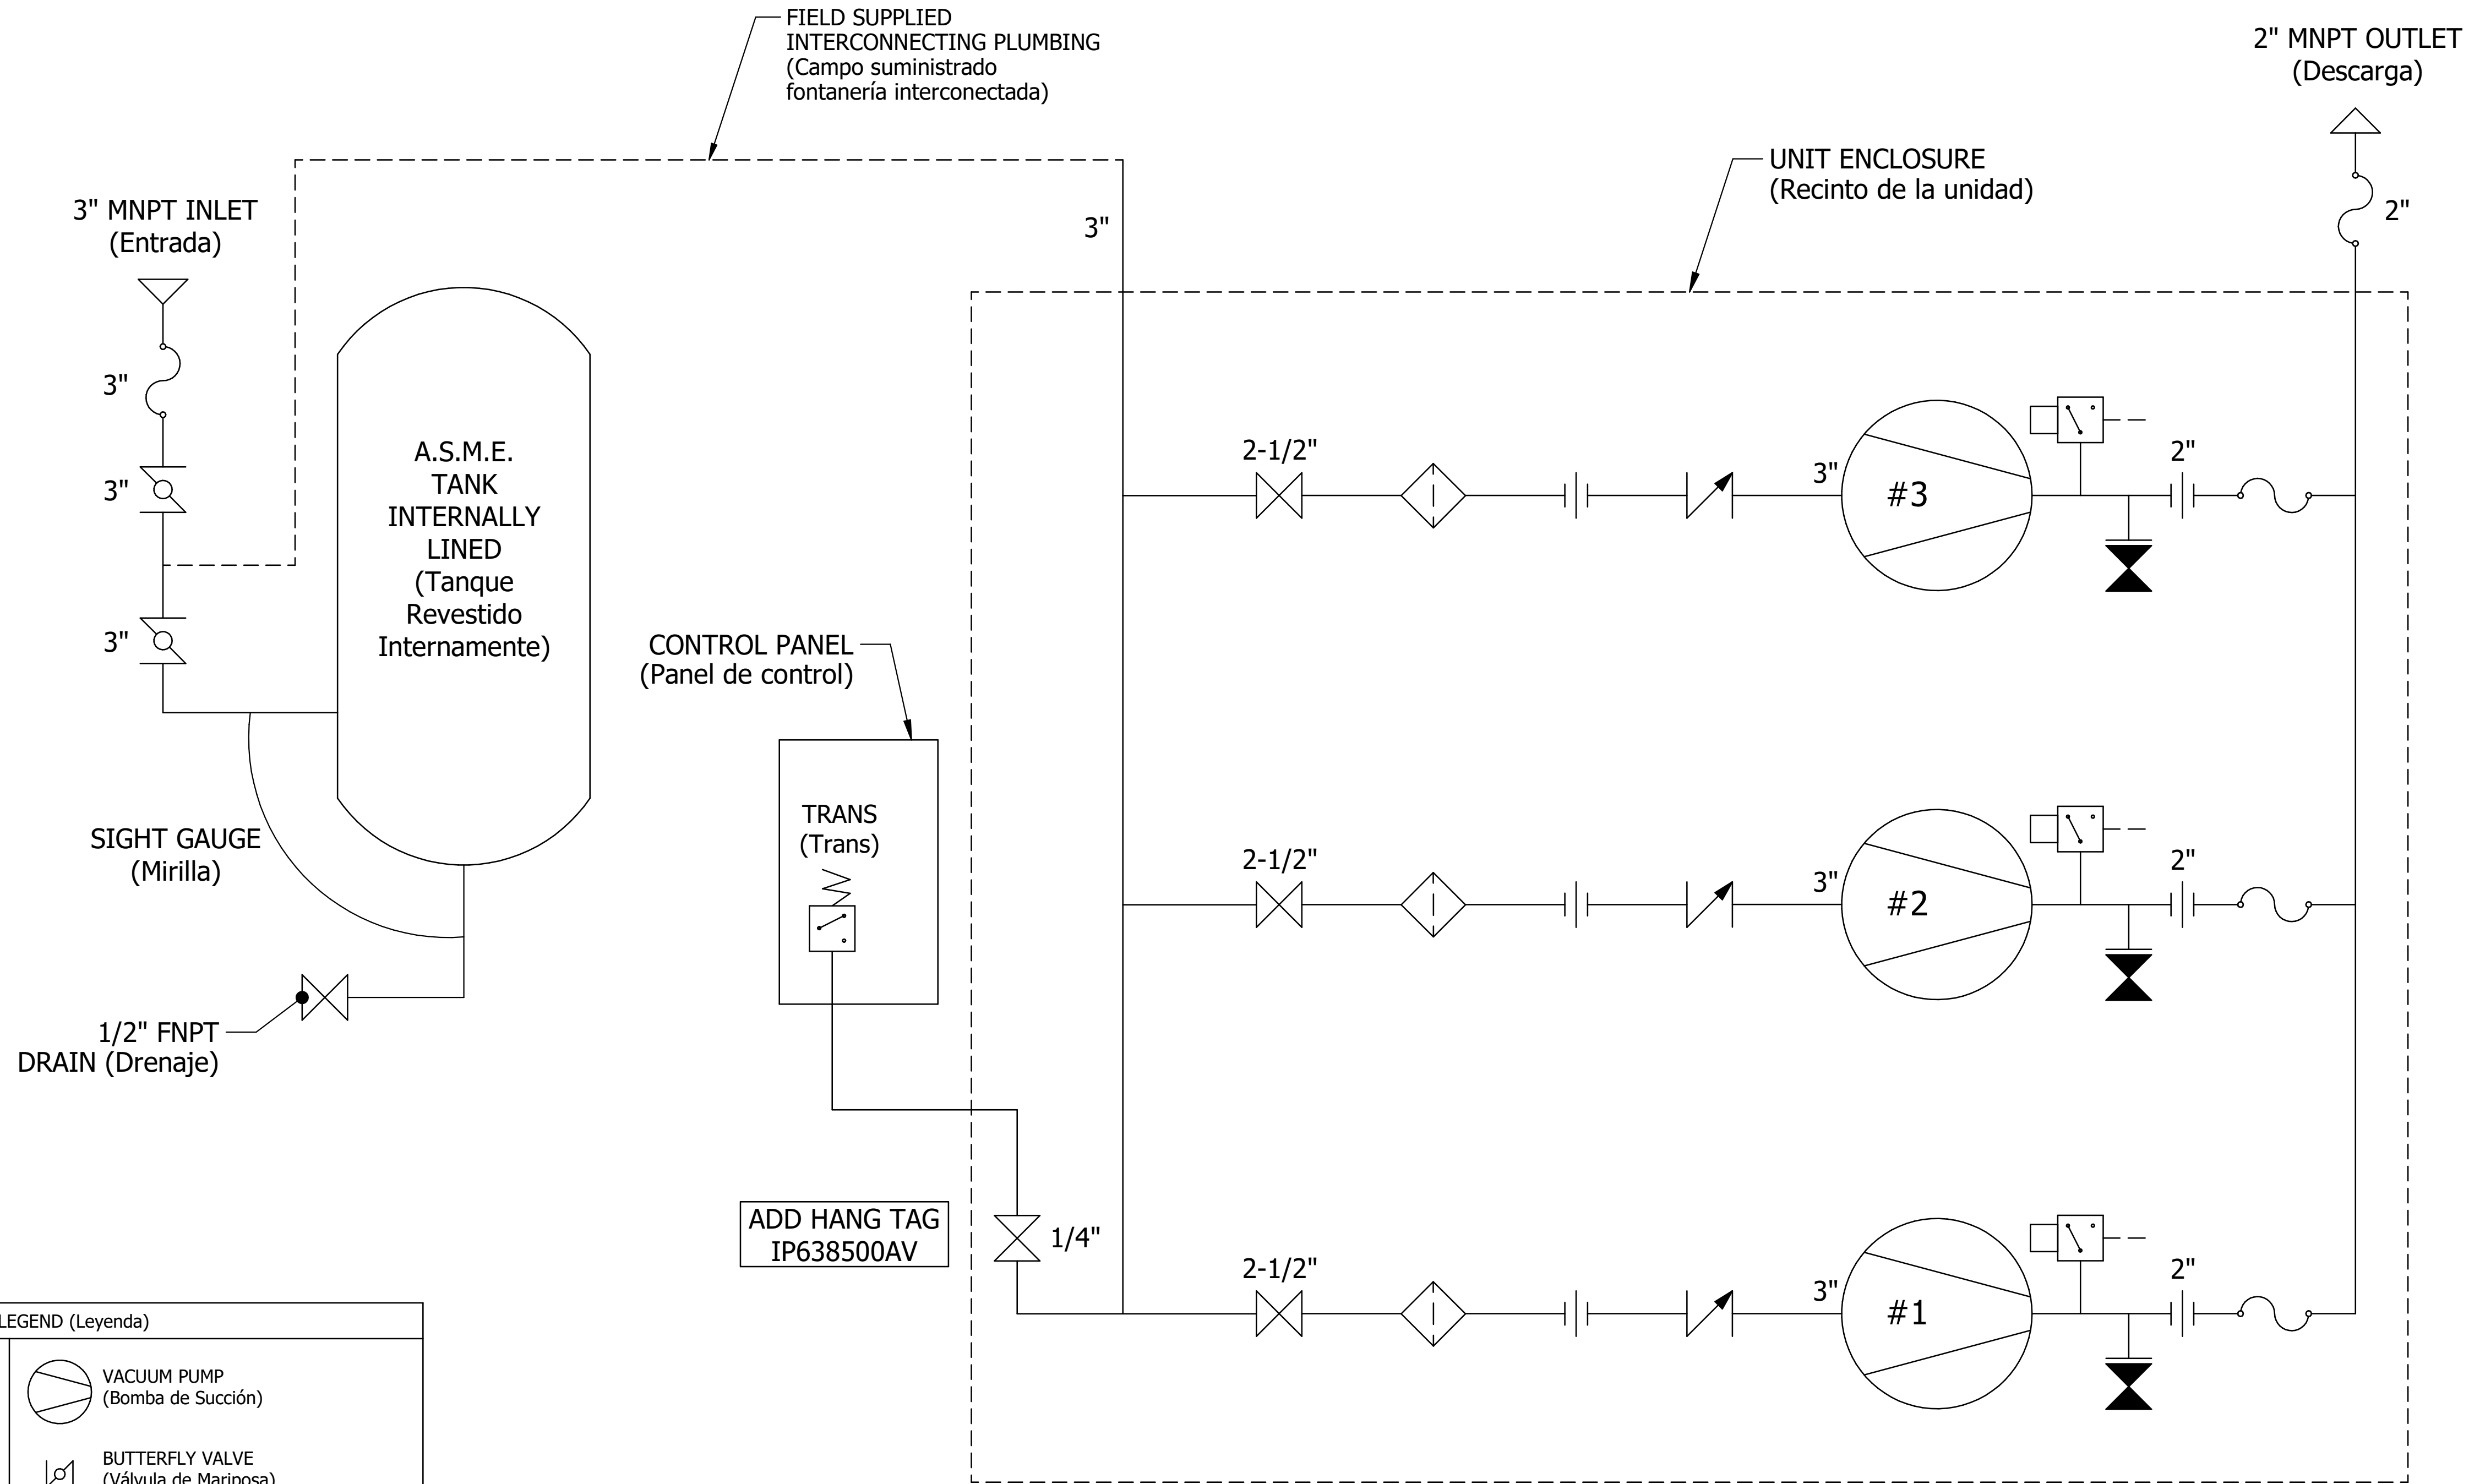 FIELD SUPPLIED
INTERCONNECTING PLUMBING
(Campo suministrado
fontanería interconectada)
2" MNPT OUTLET
(Descarga)
UNIT ENCLOSURE
(Recinto de la unidad)
3" MNPT INLET
(Entrada)
3"
2"
3"
3"
3"
A.S.M.E.
TANK
INTERNALLY
LINED
(Tanque
Revestido
Internamente)
2-1/2"
3"
#3
2"
CONTROL PANEL
(Panel de control)
TRANS
(Trans)
SIGHT GAUGE
(Mirilla)
2-1/2"
3"
#2
2"
1/2" FNPT
DRAIN (Drenaje)
ADD HANG TAG
IP638500AV
1/4"
2-1/2"
3"
#1
2"
LEGEND (Leyenda)
VACUUM PUMP
(Bomba de Succión)
BUTTERFLY VALVE
(Válvula de Mariposa)